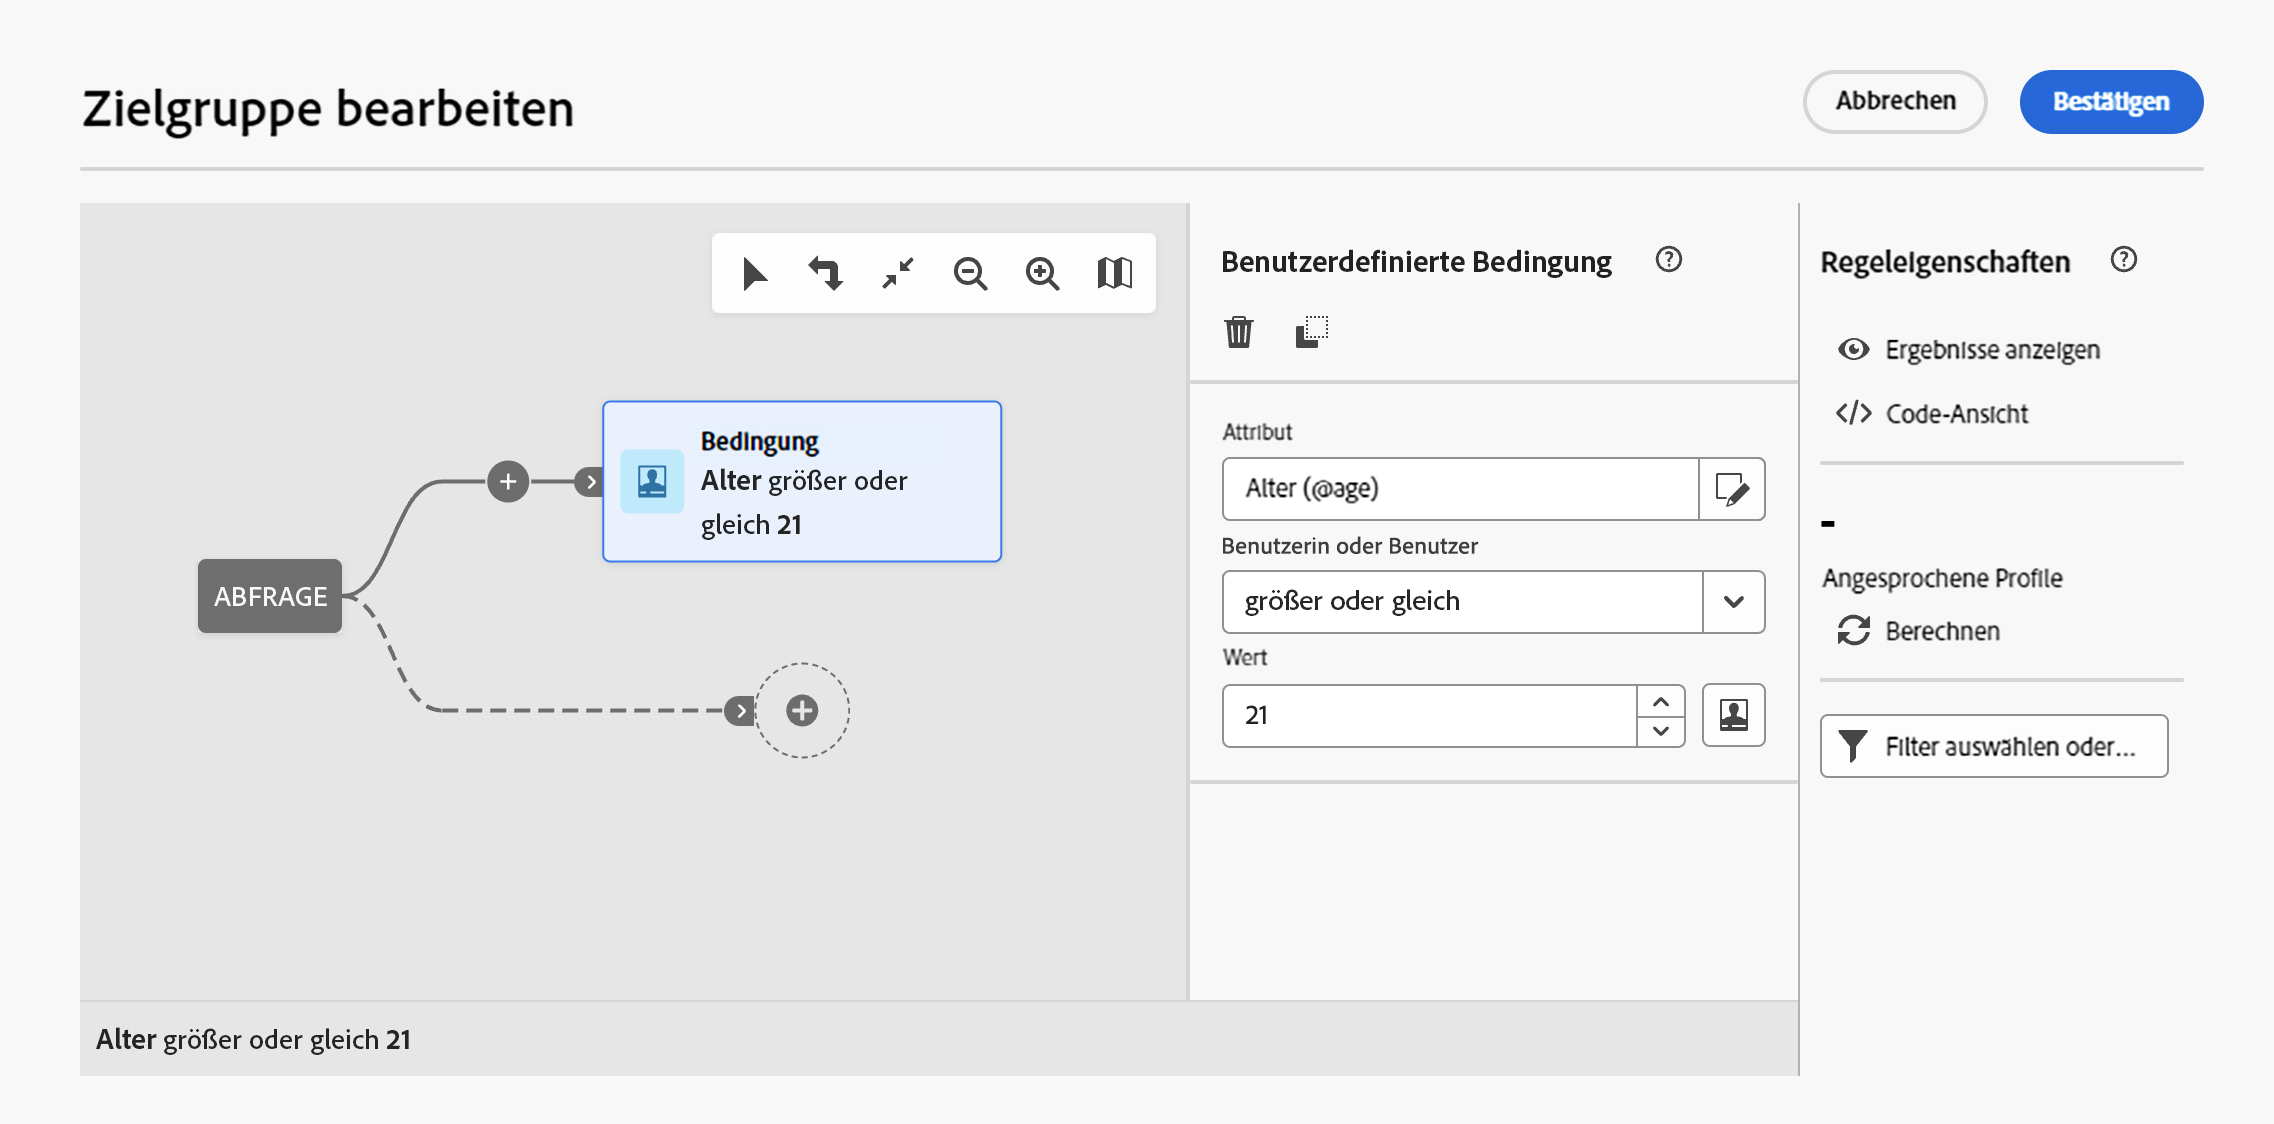 Zielgruppe bearbeiten
Abbrechen
Bestätigen
Bedingung
Alter größer oder
gleich 21
ABFRAGE
Alter größer oder gleich 21
Benutzerdefinierte Bedingung
Attribut
Alter (@age)
Benutzerin oder Benutzer
größer oder gleich
Wert
21
Regeleigenschaften
Ergebnisse anzeigen
Code-Ansicht
-
Angesprochene Profile
Berechnen
Filter auswählen oder...